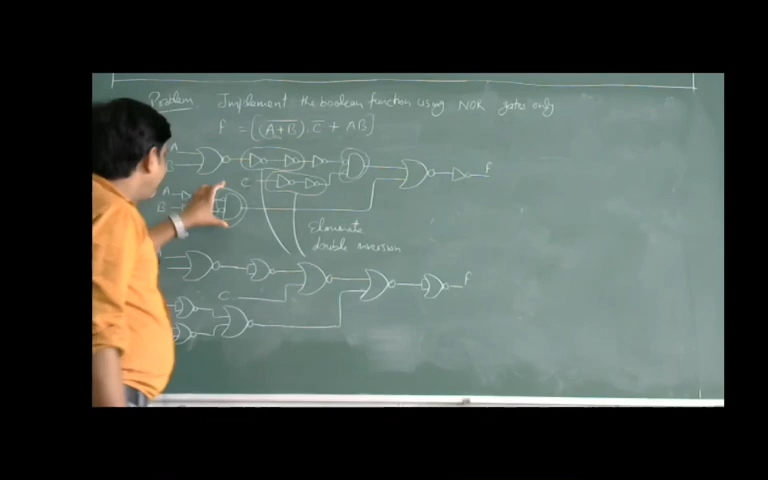 Problem Implement the boolean function using NOR gates only
F = [(A+B).C̅ + AB]
A
B
C
A
B
f
Eliminate
double inversion
C
f